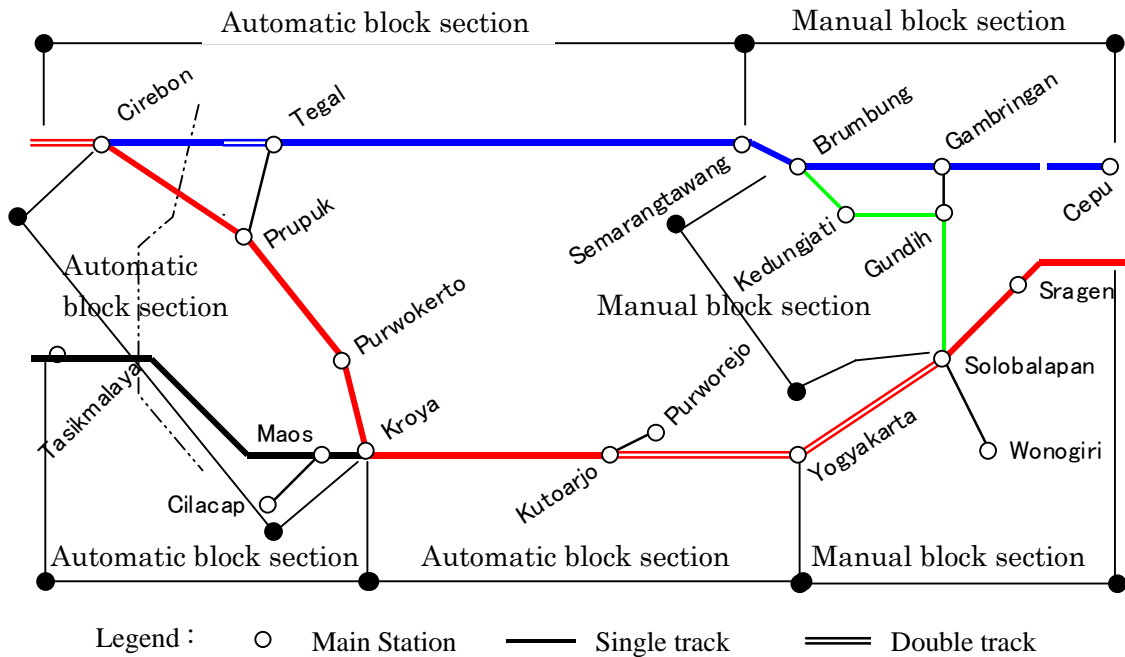 Automatic block section
Manual block section
Cirebon
Tegal
Brumbung
Gambringan
Semarangtawang
Cepu
Prupuk
Kedungjati
Gundih
Automatic
block section
Manual block section
Sragen
Purwokerto
Solobalapan
Tasikmalaya
Maos
Kroya
Purworejo
Yogyakarta
Wonogiri
Cilacap
Kutoarjo
Automatic block section
Automatic block section
Manual block section
Legend : Main Station Single track Double track